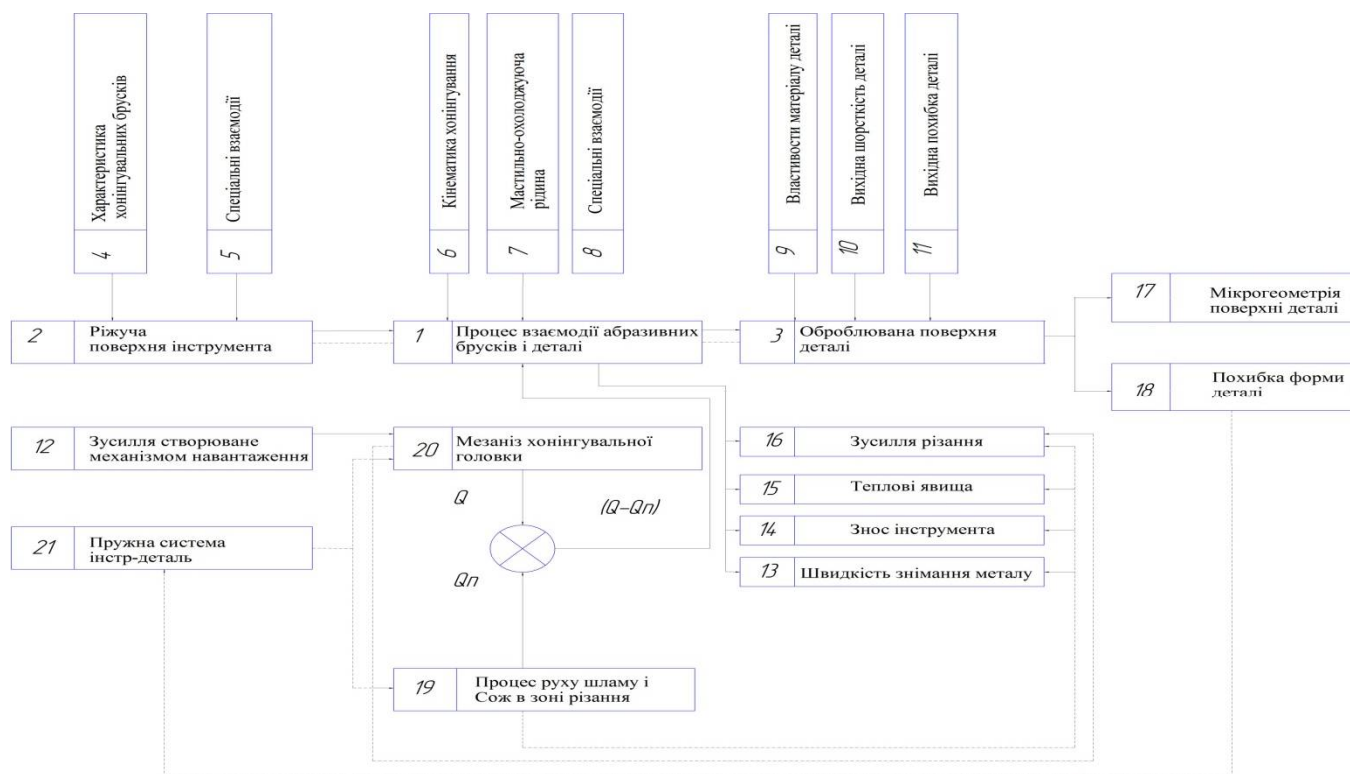 4
Характеристика
хонінгувальних брусків
5
Спеціальні взаємодії
6
Кінематика хонінгування
7
Мастильно-охолоджуюча
рідина
8
Спеціальні взаємодії
9
Властивости матеріалу деталі
10
Вихідна шорсткість деталі
11
Вихідна похибка деталі
2
Ріжуча
поверхня інструмента
1
Процес взаємодії абразивних
брусків і деталі
3
Оброблювана поверхня
деталі
17
Мікрогеометрія
поверхні деталі
18
Похибка форми
деталі
12
Зусилля створюване
механізмом навантаження
20
Мезаніз хонінгувальної
головки
16
Зусилля різання
15
Теплові явища
14
Знос інструмента
13
Швидкість знімання металу
21
Пружна система
інстр-деталь
Q
(Q-Qп)
Qп
19
Процес руху шламу і
Сож в зоні різання